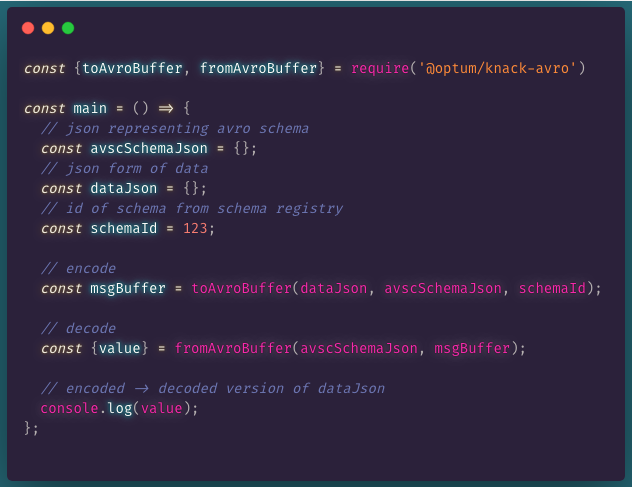 const {toAvroBuffer, fromAvroBuffer} = require('@optum/knack-avro')

const main = () => {
  // json representing avro schema
  const avscSchemaJson = {};
  // json form of data
  const dataJson = {};
  // id of schema from schema registry
  const schemaId = 123;

  // encode
  const msgBuffer = toAvroBuffer(dataJson, avscSchemaJson, schemaId);

  // decode
  const {value} = fromAvroBuffer(avscSchemaJson, msgBuffer);

  // encoded -> decoded version of dataJson
  console.log(value);
};